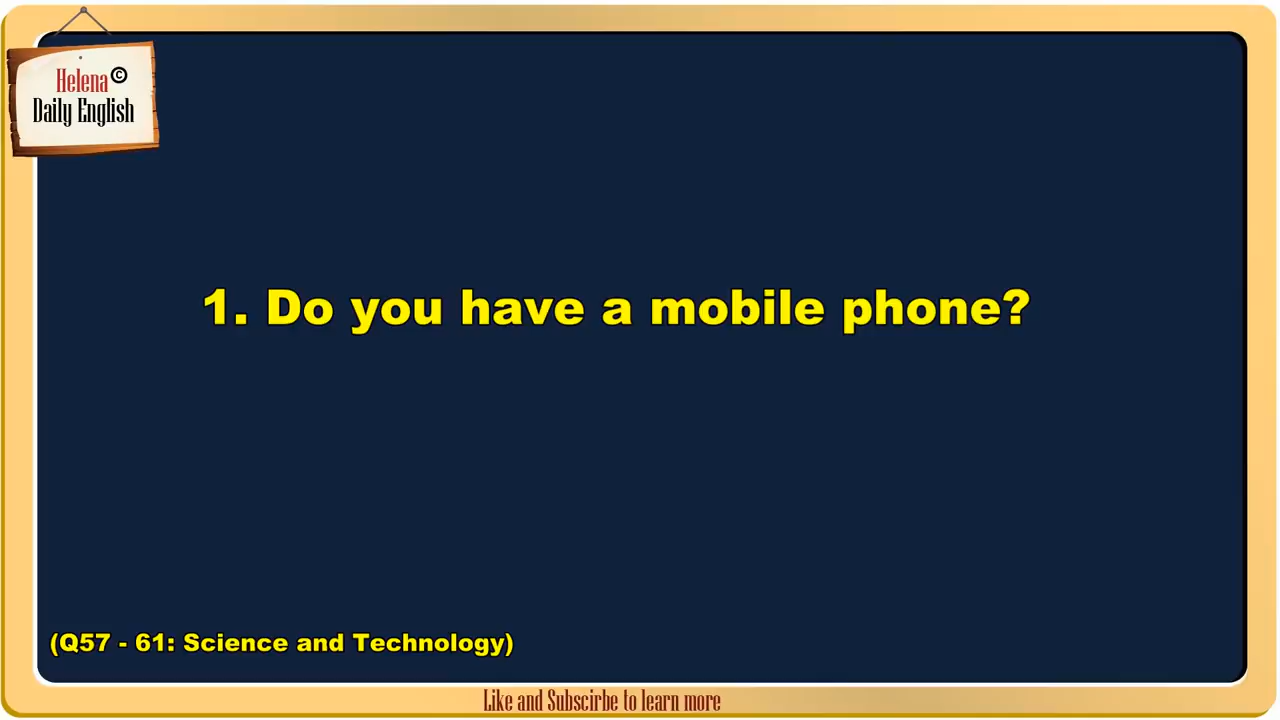 Helena ©
Daily English
1. Do you have a mobile phone?
(Q57 - 61: Science and Technology)
Like and Subscirbe to learn more